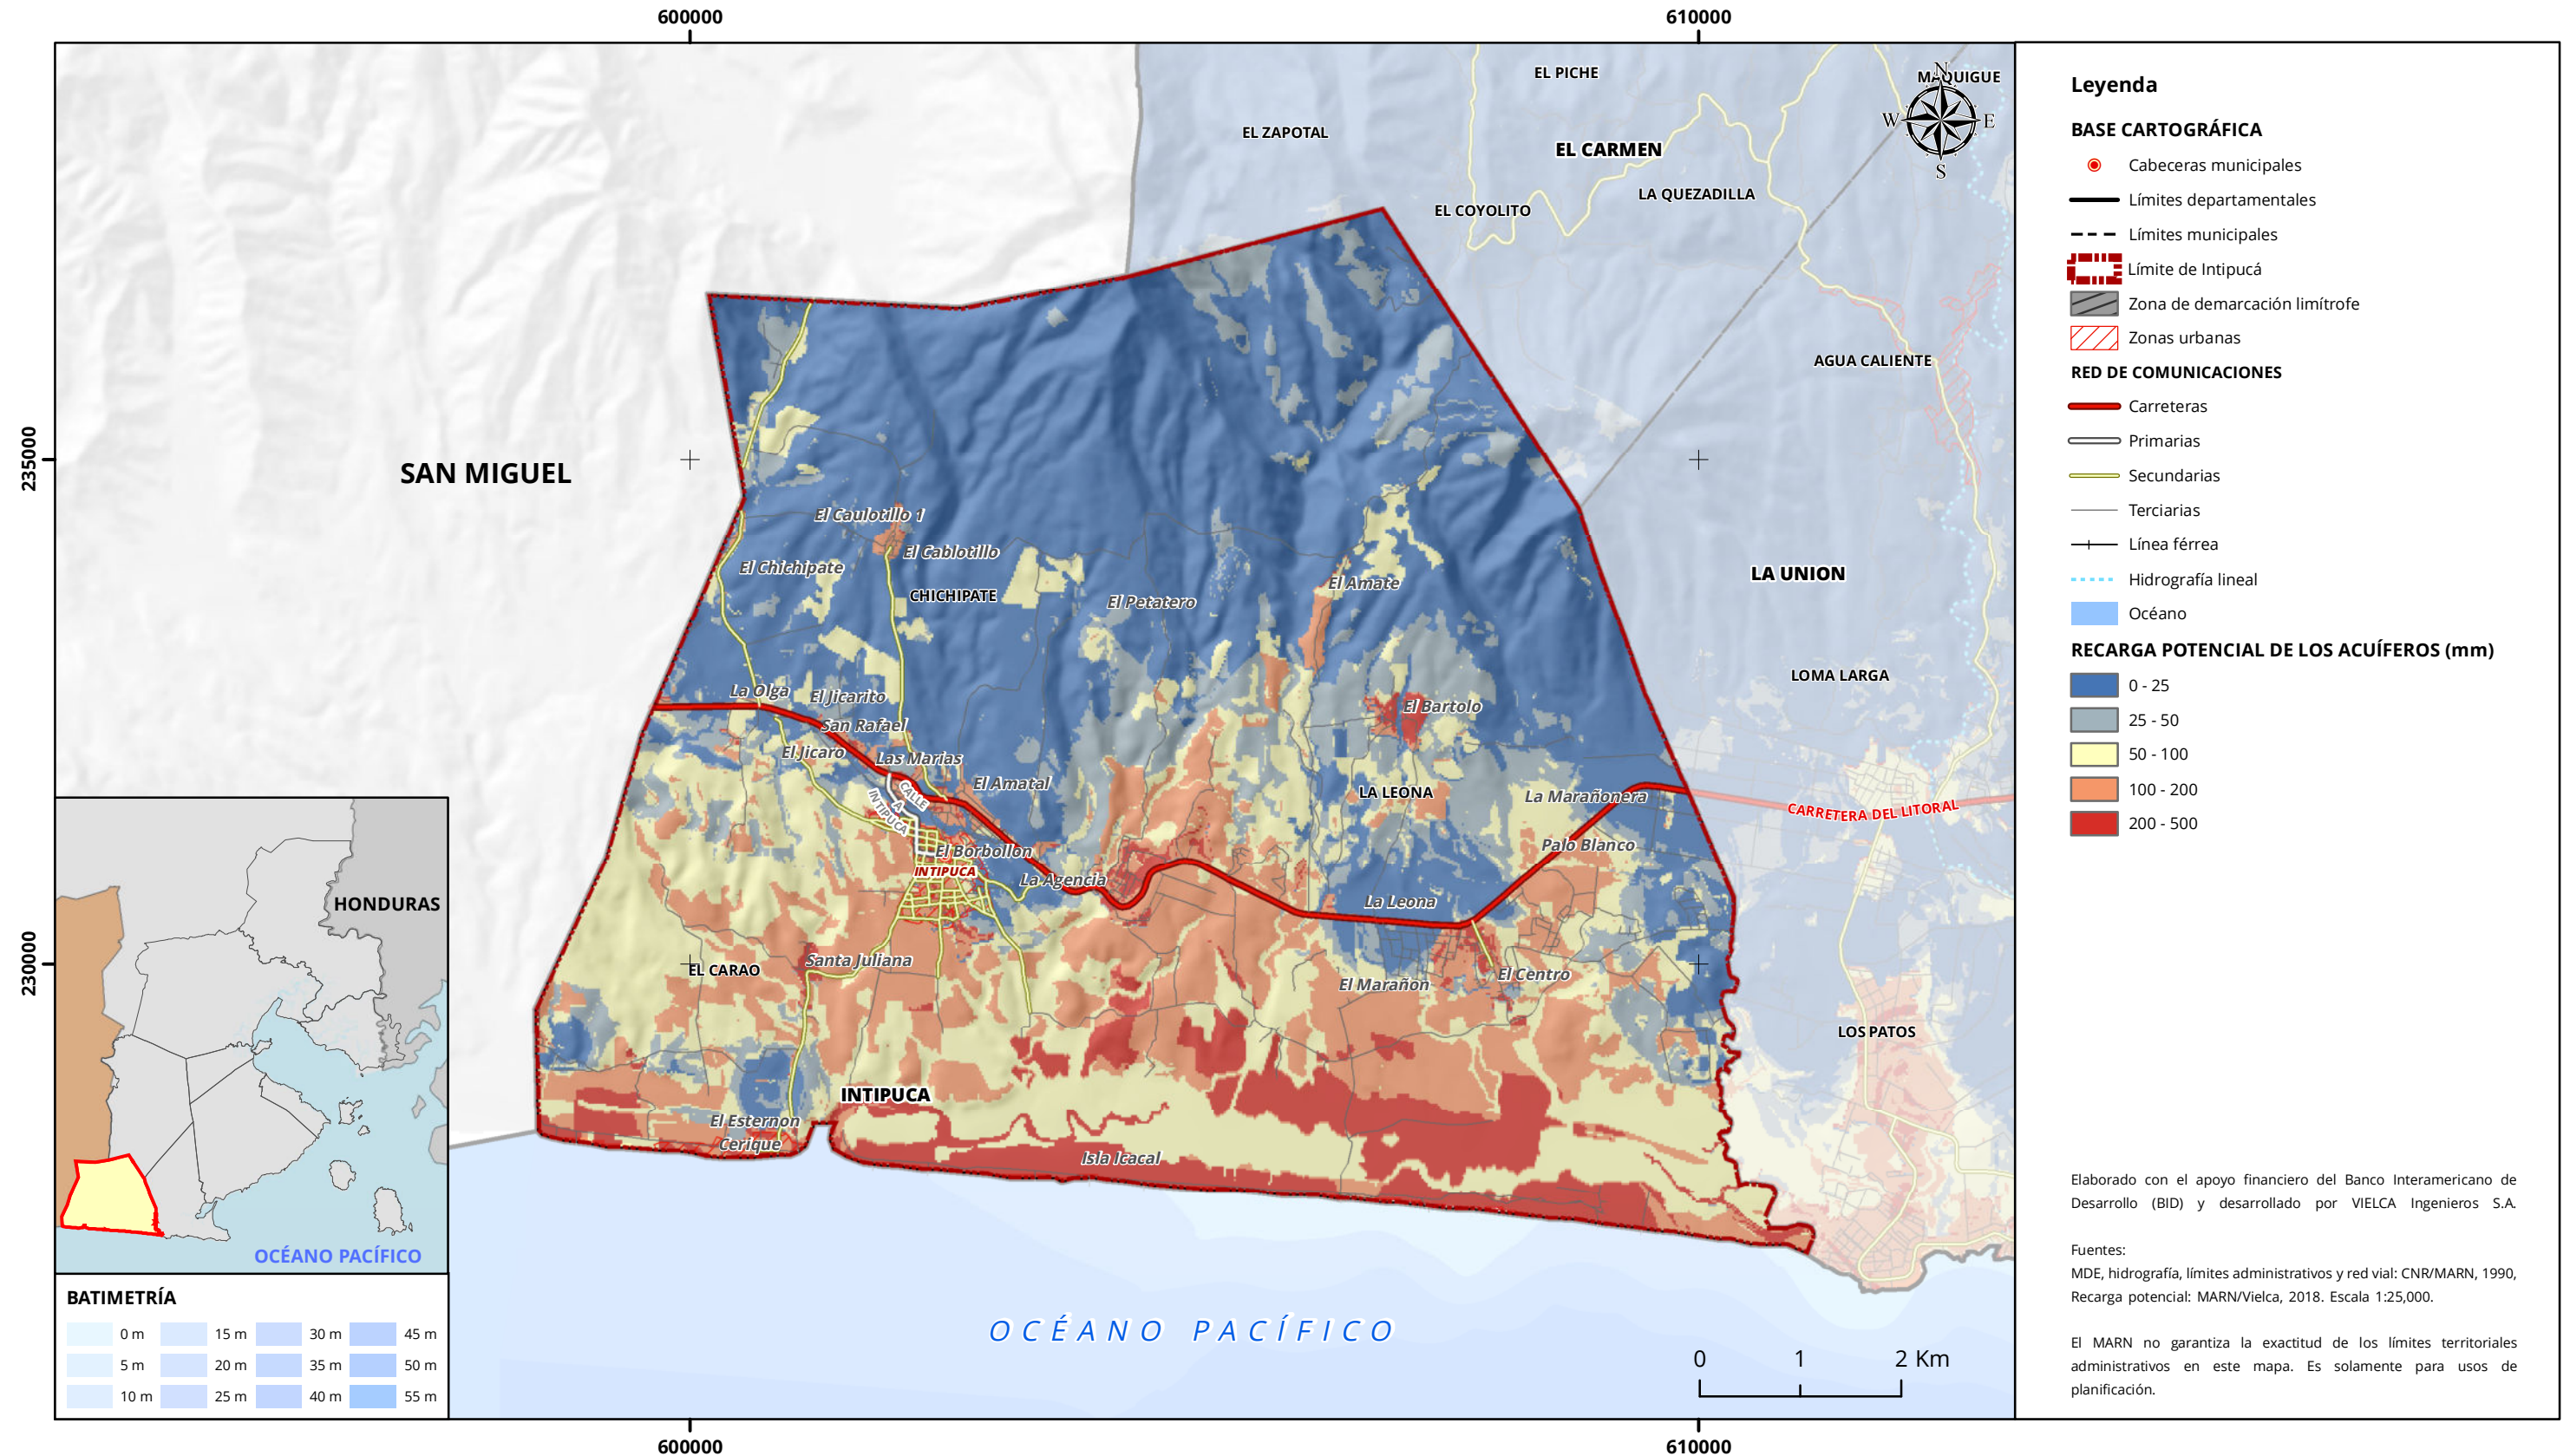 600000
610000
235000
230000
600000
610000
EL PICHE
MAQUIGUE
N
W
E
S
EL ZAPOTAL
EL CARMEN
LA QUEZADILLA
EL COYOLITO
AGUA CALIENTE
SAN MIGUEL
El Caulotillo 1
El Cablotillo
El Chichipate
CHICHIPATE
El Petatero
El Amate
LA UNION
LOMA LARGA
La Olga
El Jicarito
San Rafael
El Bartolo
El Jicaro
Las Marias
El Amatal
CALLE
A
INTIPUCA
LA LEONA
La Marañonera
CARRETERA DEL LITORAL
Palo Blanco
El Borbollon
INTIPUCA
La Agencia
La Leona
Santa Juliana
EL CARAO
El Marañon
El Centro
LOS PATOS
INTIPUCA
El Esteron
Cerique
Isla Icacal
OCÉANO PACÍFICO
0 1 2 Km
HONDURAS
OCÉANO PACÍFICO
BATIMETRÍA
0 m 15 m 30 m 45 m
5 m 20 m 35 m 50 m
10 m 25 m 40 m 55 m
Leyenda
BASE CARTOGRÁFICA
Cabeceras municipales
Límites departamentales
Límites municipales
Límite de Intipucá
Zona de demarcación limítrofe
Zonas urbanas
RED DE COMUNICACIONES
Carreteras
Primarias
Secundarias
Terciarias
Línea férrea
Hidrografía lineal
Océano
RECARGA POTENCIAL DE LOS ACUÍFEROS (mm)
0 - 25
25 - 50
50 - 100
100 - 200
200 - 500
Elaborado con el apoyo financiero del Banco Interamericano de
Desarrollo (BID) y desarrollado por VIELCA Ingenieros S.A.
Fuentes:
MDE, hidrografía, límites administrativos y red vial: CNR/MARN, 1990,
Recarga potencial: MARN/Vielca, 2018. Escala 1:25,000.
El MARN no garantiza la exactitud de los límites territoriales
administrativos en este mapa. Es solamente para usos de
planificación.